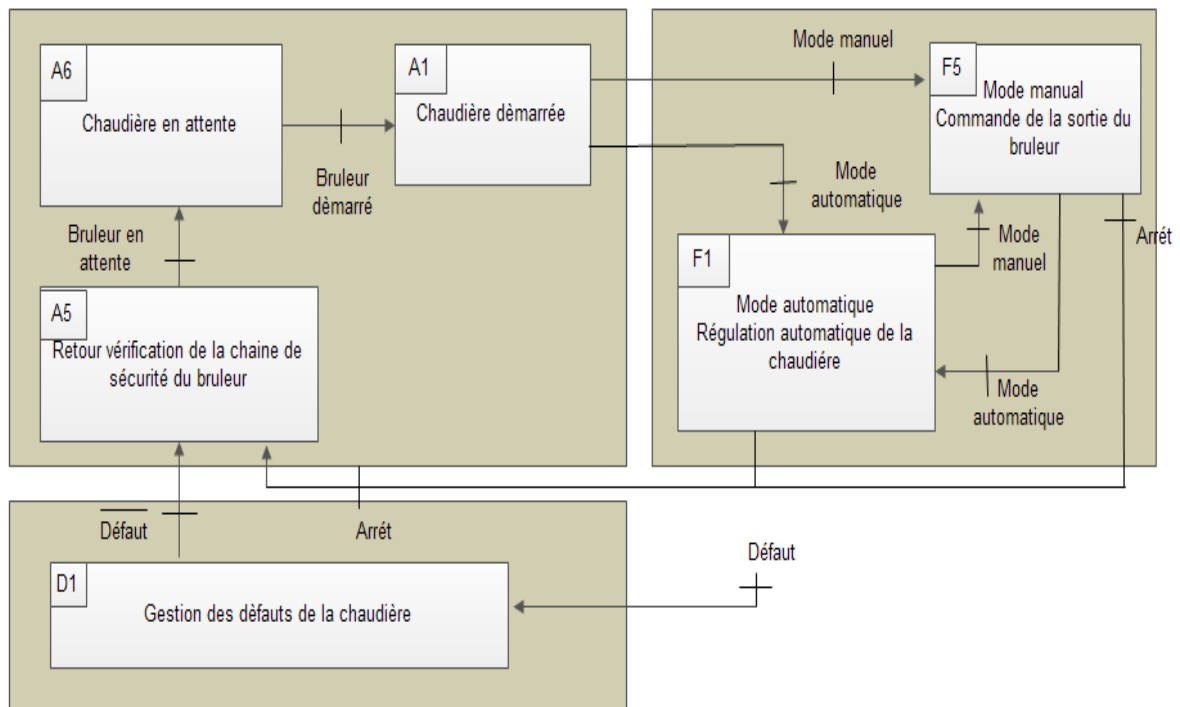 A6
Chaudière en attente
A1
Chaudière dèmarrée
Bruleur
dèmarré
Mode manuel
F5
Mode manual
Commande de la sortie du
bruleur
Mode
automatique
Bruleur en
attente
Mode
manuel
Arrét
F1
Mode automatique
Régulation automatique de la
chaudiére
A5
Retour vérification de la chaine de
sécurité du bruleur
Mode
automatique
Défaut
Arrét
Défaut
D1
Gestion des dèfauts de la chaudière